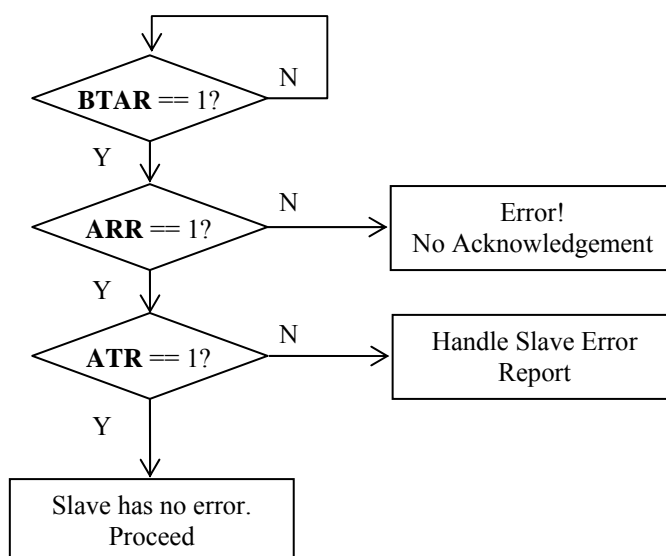 N
BTAR == 1?
Y
N
ARR == 1?
Error!
No Acknowledgement
Y
N
ATR == 1?
Handle Slave Error
Report
Y
Slave has no error.
Proceed